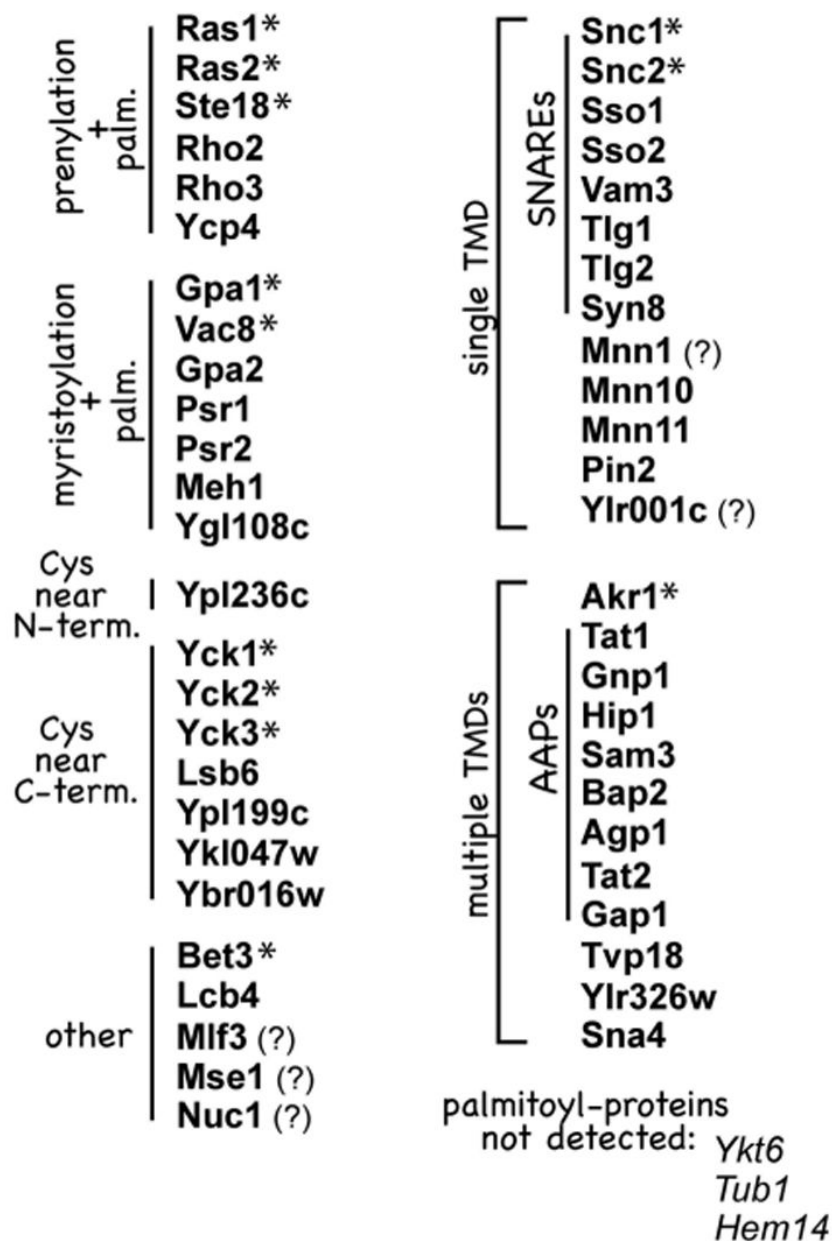 prenylation
+
palm.
Ras1*
Ras2*
Ste18*
Rho2
Rho3
Ycp4
myristoylation
+
palm.
Gpa1*
Vac8*
Gpa2
Psr1
Psr2
Meh1
Ygl108c
Cys
near
N-term.
Ypl236c
Cys
near
C-term.
Yck1*
Yck2*
Yck3*
Lsb6
Ypl199c
Ykl047w
Ybr016w
other
Bet3*
Lcb4
Mlf3 (?)
Mse1 (?)
Nuc1 (?)
single TMD
SNAREs
Snc1*
Snc2*
Sso1
Sso2
Vam3
Tlg1
Tlg2
Syn8
Mnn1 (?)
Mnn10
Mnn11
Pin2
Ylr001c (?)
multiple TMDs
Akr1*
AAPs
Tat1
Gnp1
Hip1
Sam3
Bap2
Agp1
Tat2
Gap1
Tvp18
Ylr326w
Sna4
palmitoyl-proteins
not detected:
Ykt6
Tub1
Hem14